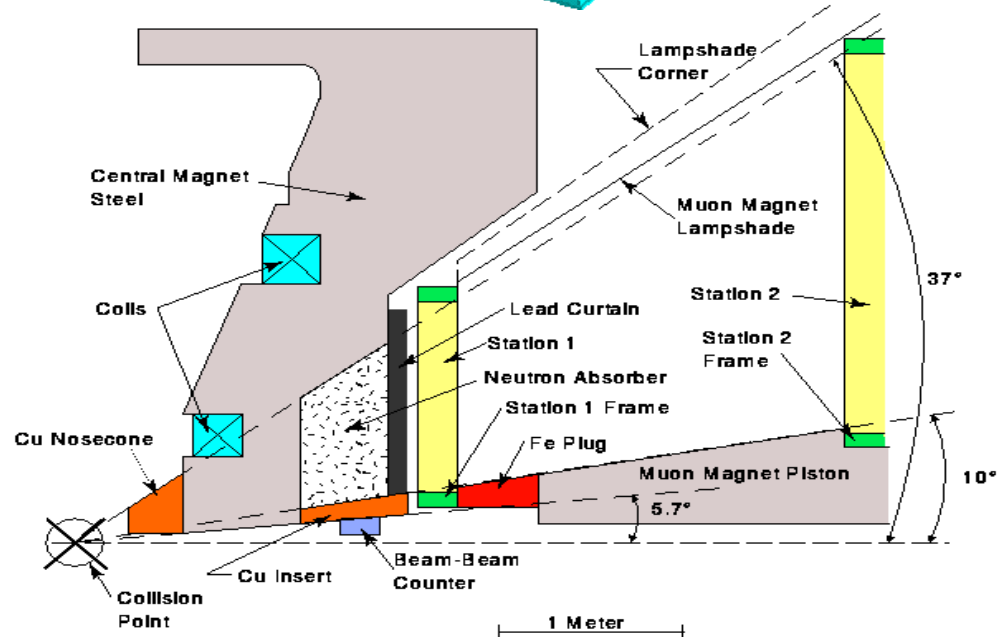 Lampshade
Corner
Central Magnet
Steel
Muon Magnet
Lampshade
37°
Coils
Lead Curtain
Station 2
Station 1
Station 2
Frame
Neutron Absorber
Station 1 Frame
Cu Nosecone
Fe Plug
Muon Magnet Piston
10°
5.7°
Beam-Beam
Counter
Cu Insert
Collision
Point
1 Meter